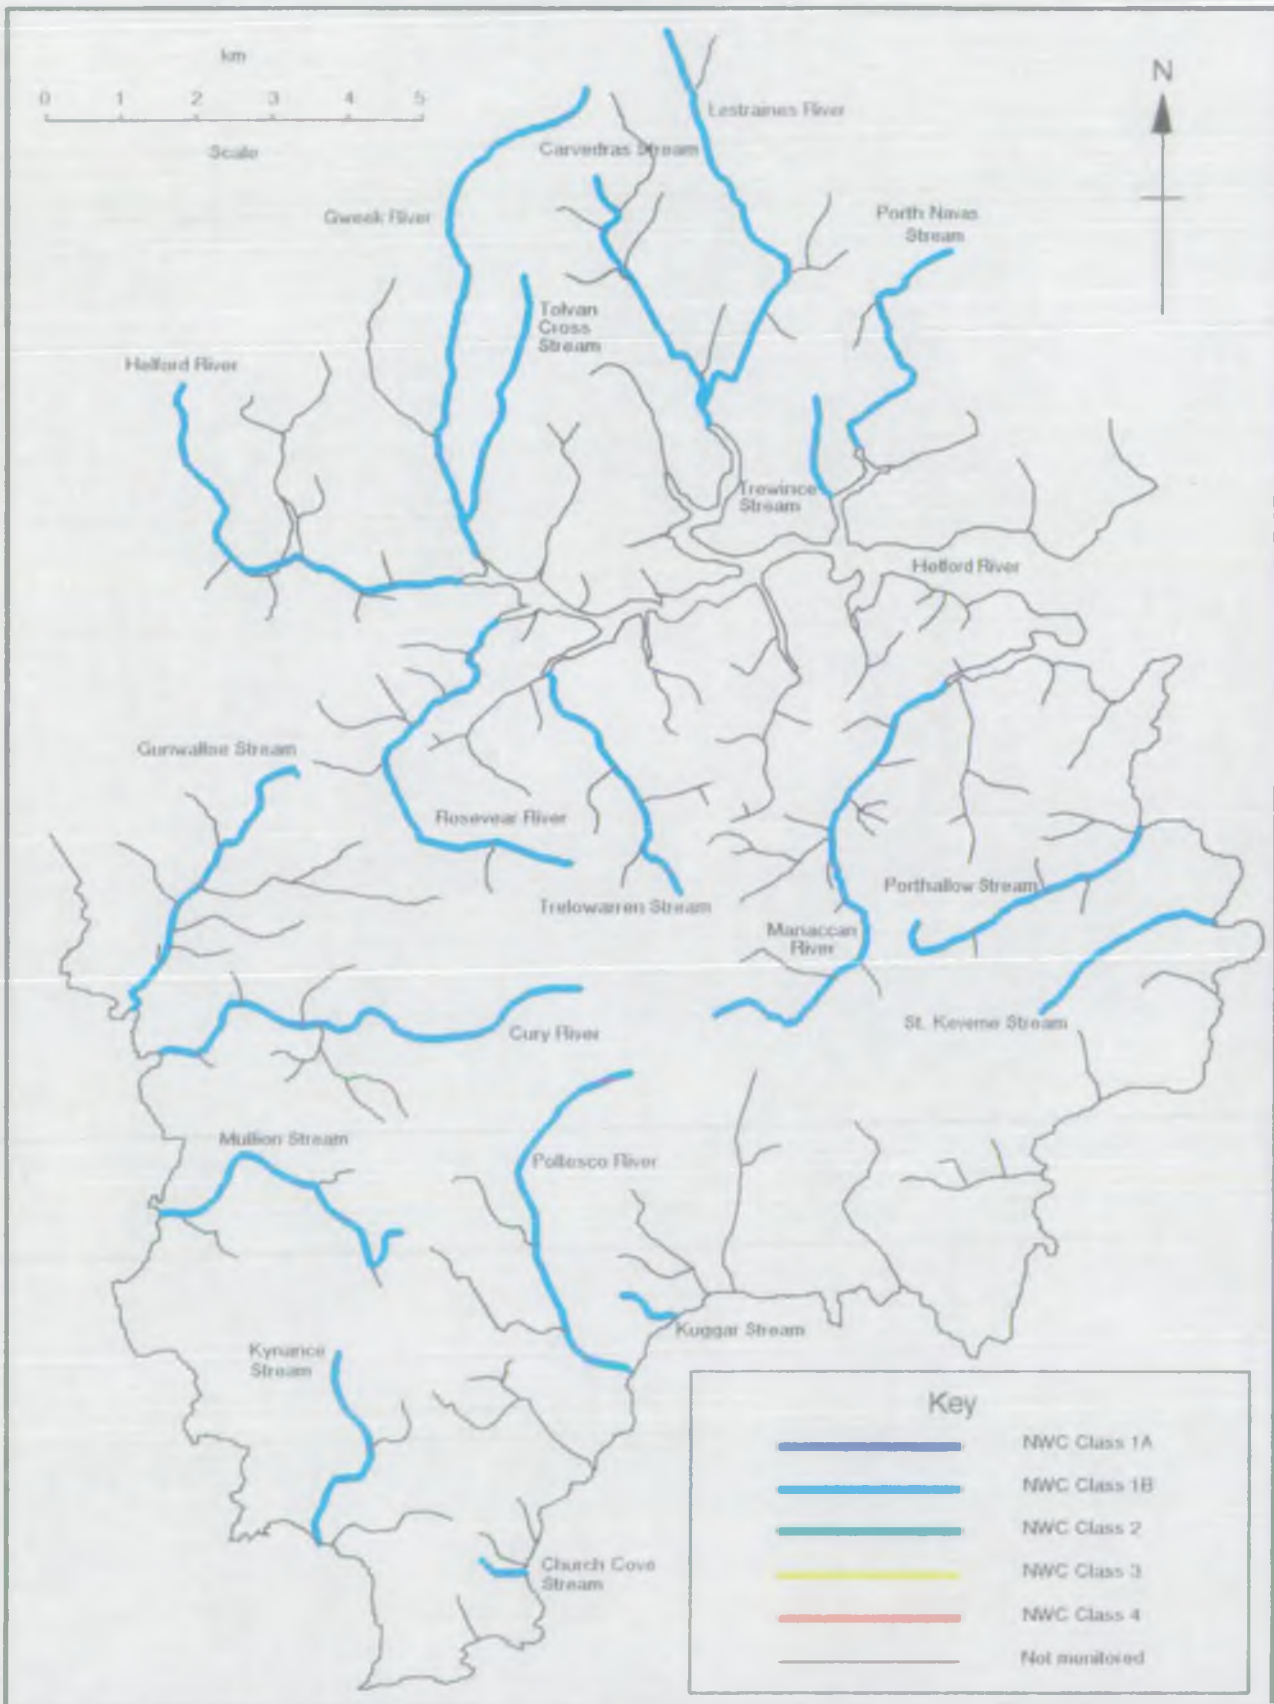 km
0 1 2 3 4 5
Scale
N
Lestraines River
Carvedras Stream
Gweek River
Porth Navas
Stream
Tolvan
Cross
Stream
Helford River
Trewince
Stream
Helford River
Gunwalloe Stream
Rosevear River
Porthallow Stream
Trelowarren Stream
Manaccan
River
St. Keverne Stream
Cury River
Mullion Stream
Poltesco River
Kuggar Stream
Kynance
Stream
Church Cove
Stream
Key
NWC Class 1A
NWC Class 1B
NWC Class 2
NWC Class 3
NWC Class 4
Not monitored